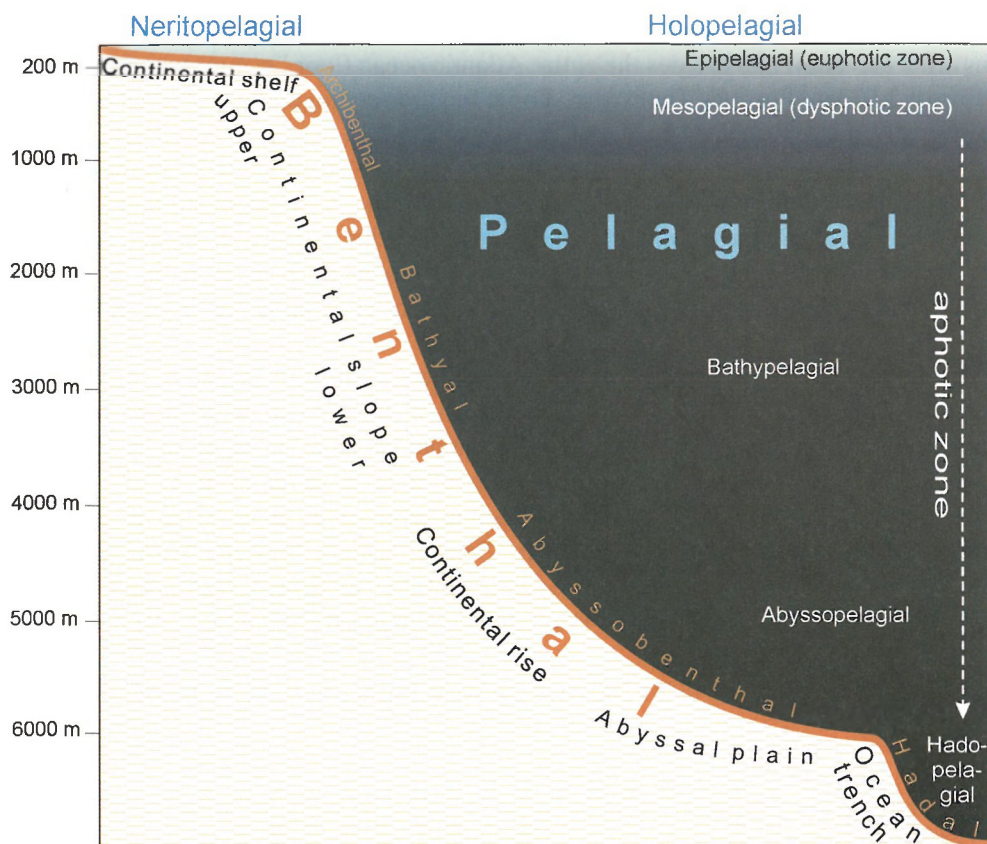 Neritopelagial
Holopelagial
200 m
1000 m
2000 m
3000 m
4000 m
5000 m
6000 m
Epipelagial (euphotic zone)
Mesopelagial (dysphotic zone)
Pelagial
Bathypelagial
Abyssopelagial
Hado-
pela-
gial
aphotic zone
Continental shelf
Continental slope
upper
lower
Continental rise
Abyssal plain
Ocean
trench
Benthal
Archibenthal
Bathyal
Abyssobenthal
Hadal